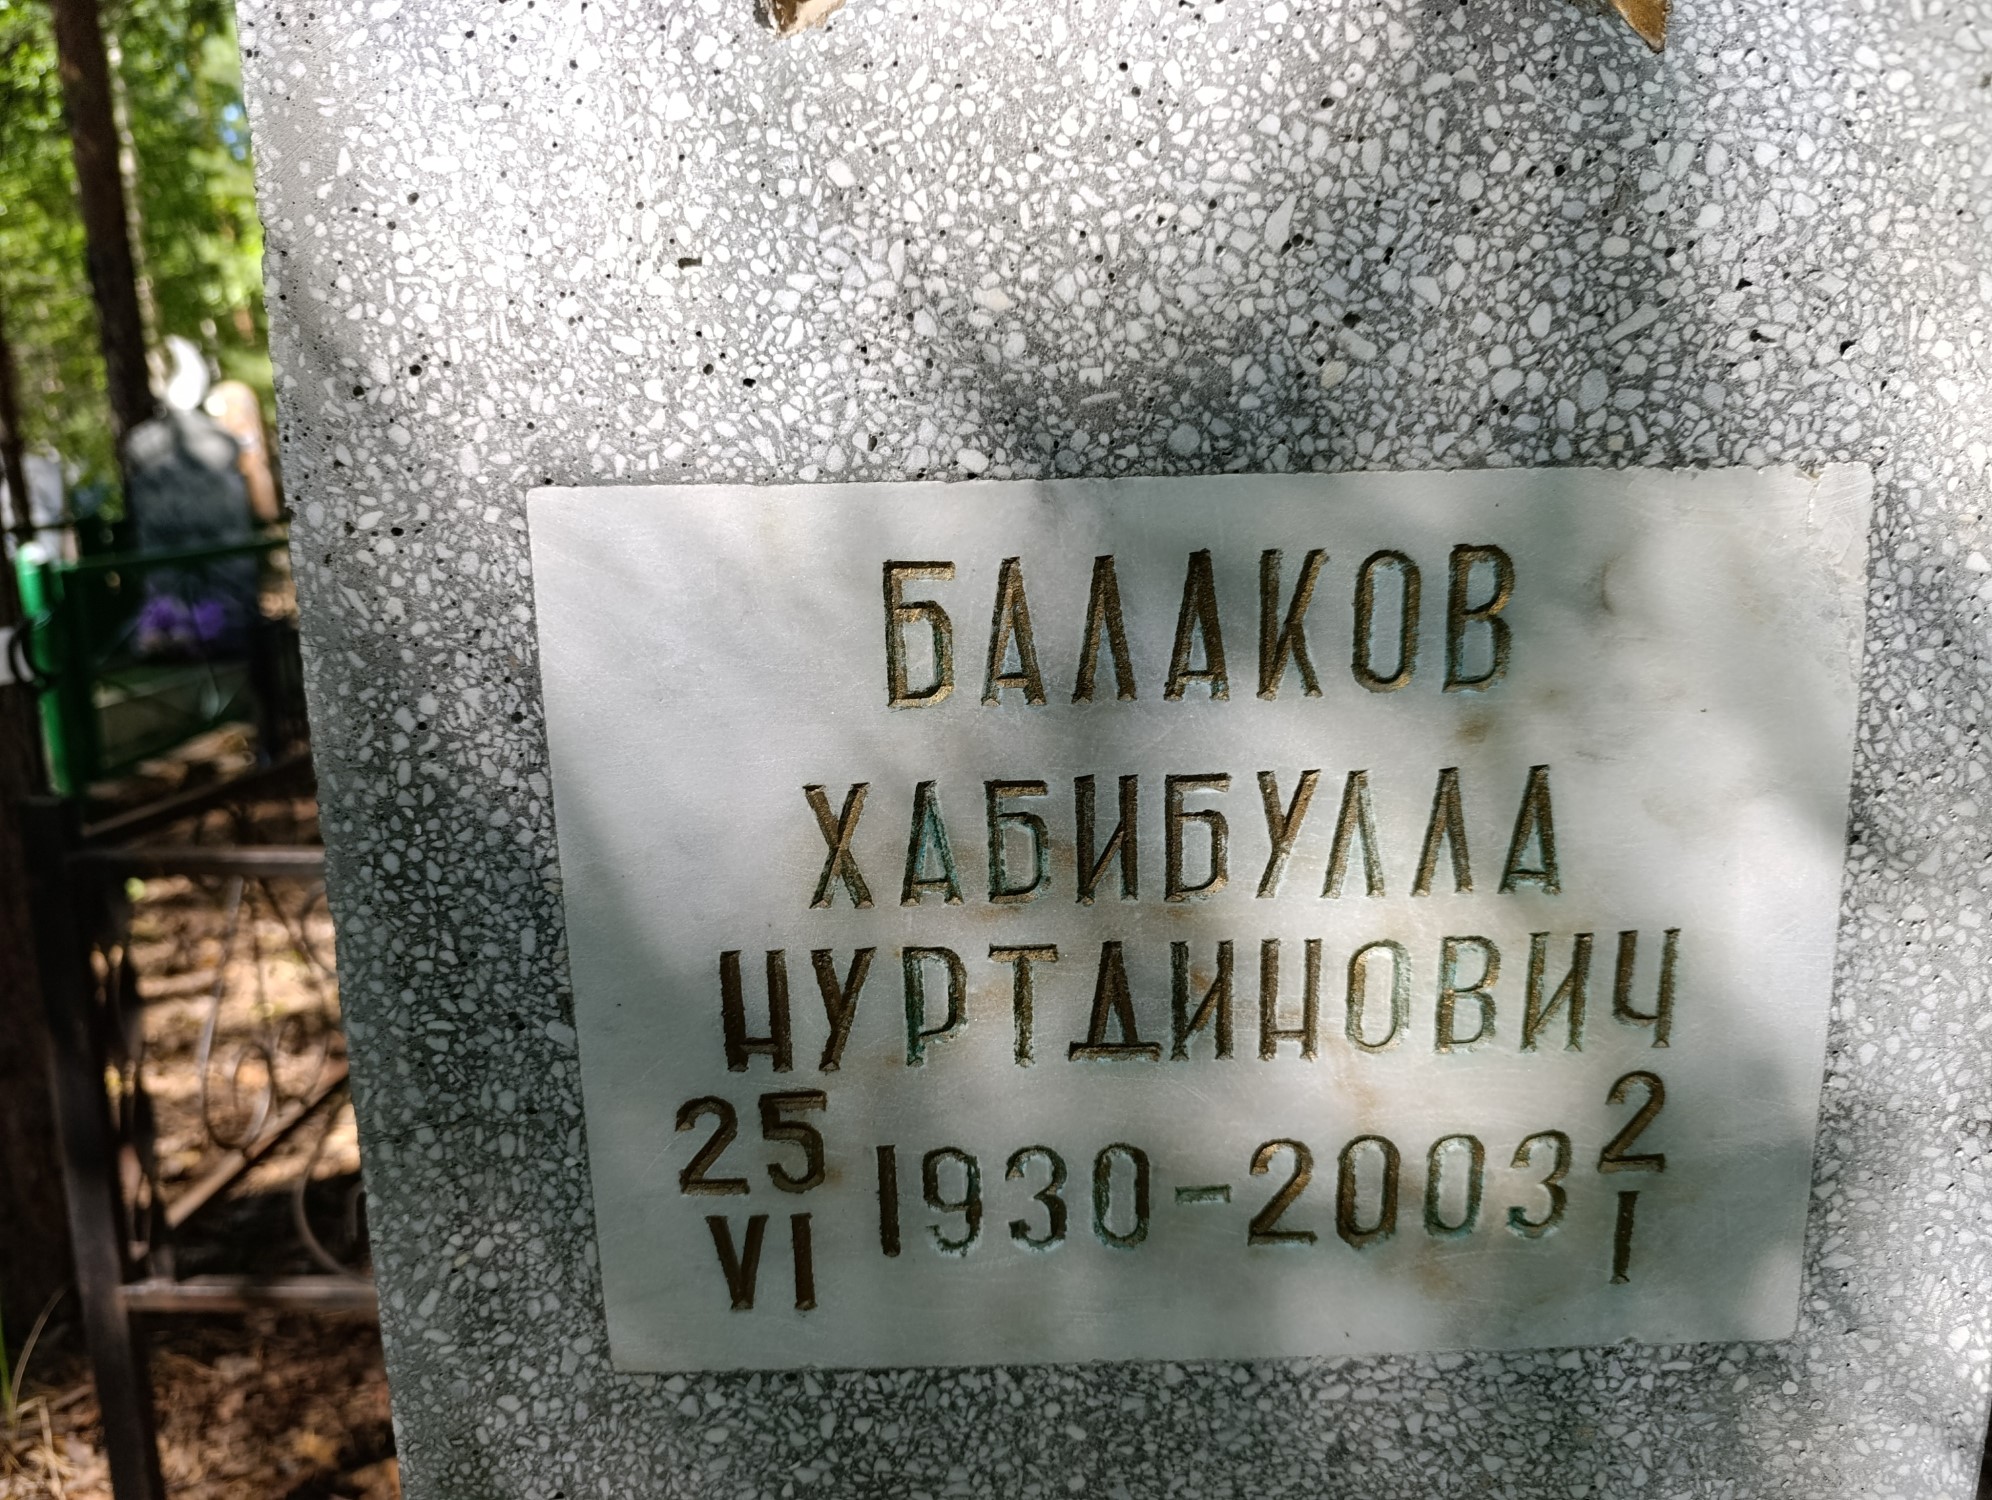 БАЛАКОВ
ХАБИБУЛЛА
НУРТДИНОВИЧ
25 VI 1930-2003 2 I